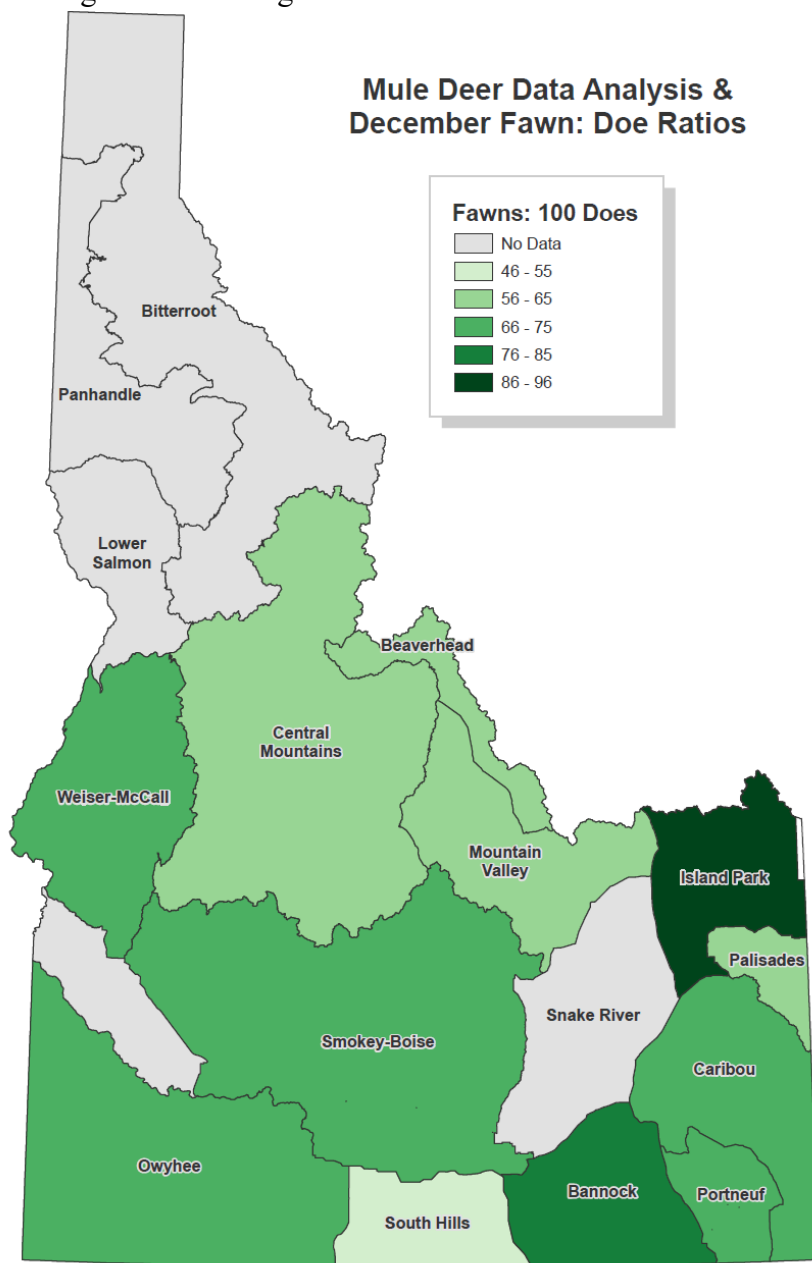 Mule Deer Data Analysis &
December Fawn: Doe Ratios
Fawns: 100 Does
No Data
46 - 55
56 - 65
66 - 75
76 - 85
86 - 96
Bitterroot
Panhandle
Lower
Salmon
Beaverhead
Central
Mountains
Weiser-McCall
Mountain
Valley
Island Park
Palisades
Snake River
Smokey-Boise
Caribou
Owyhee
Bannock
Portneuf
South Hills